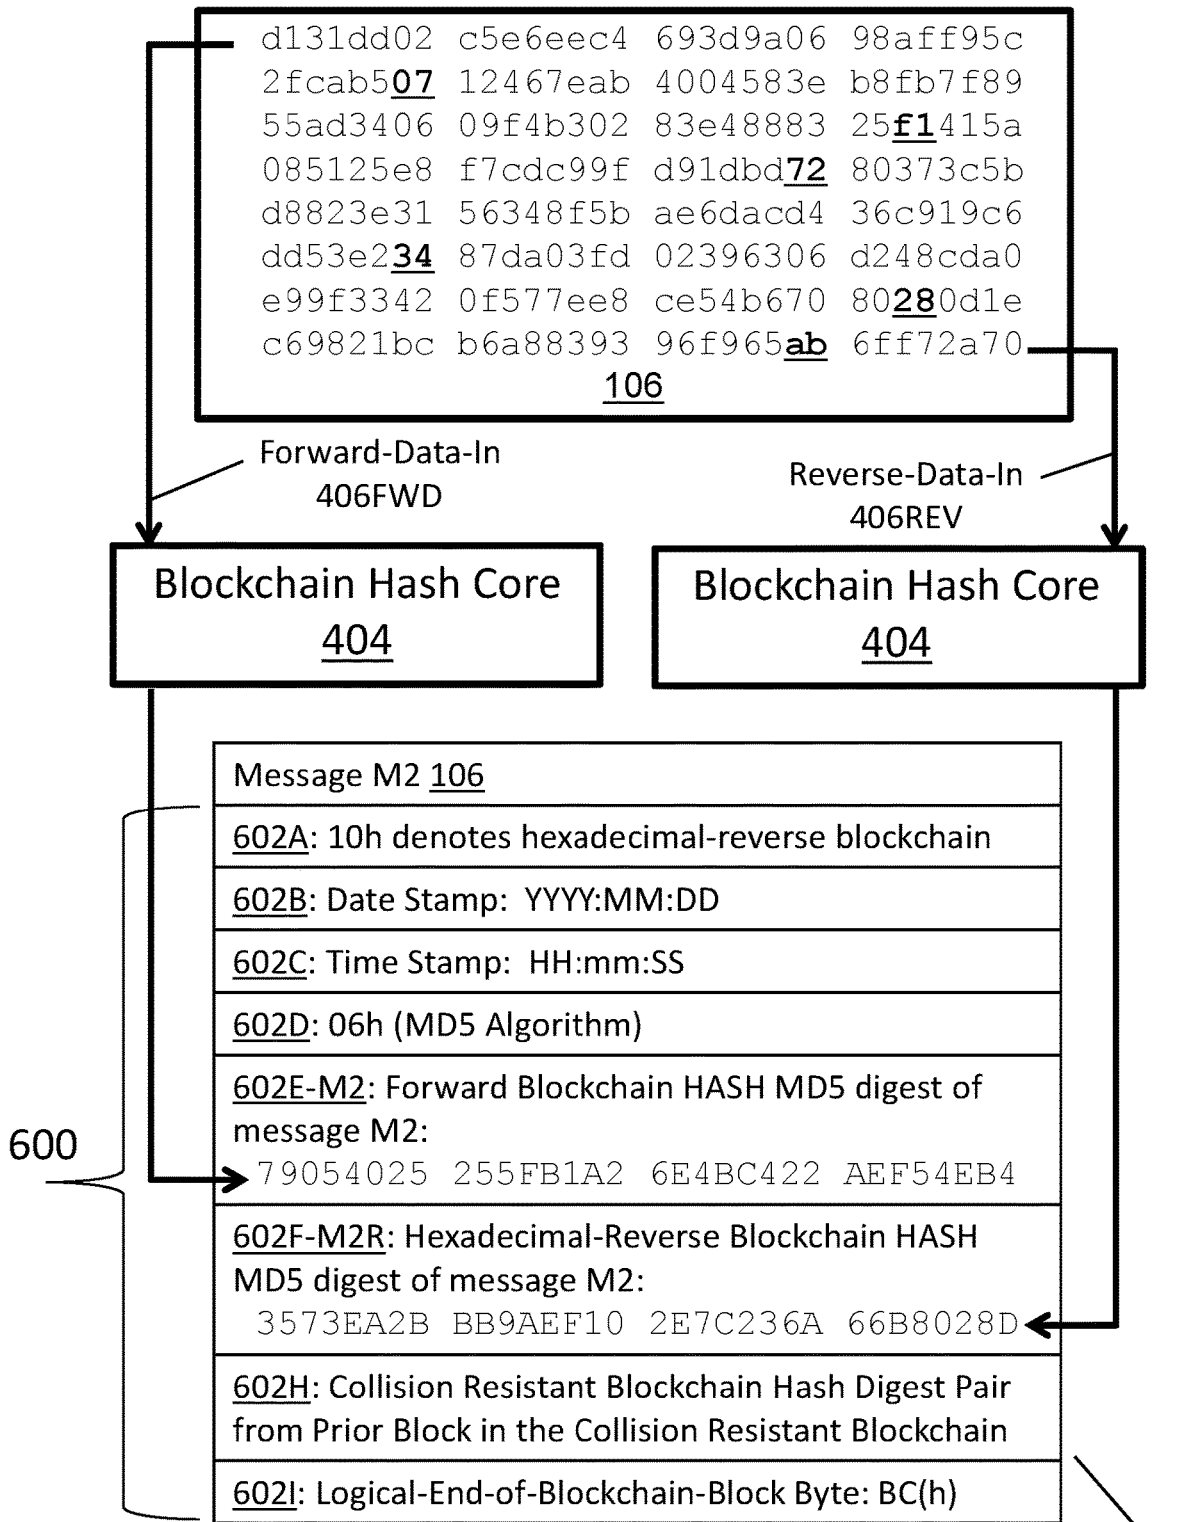 d131dd02 c5e6eec4 693d9a06 98aff95c
2fcab507 12467eab 4004583e b8fb7f89
55ad3406 09f4b302 83e48883 25f1415a
085125e8 f7cdc99f d91dbd72 80373c5b
d8823e31 56348f5b ae6dacd4 36c919c6
dd53e234 87da03fd 02396306 d248cda0
e99f3342 0f577ee8 ce54b670 80280d1e
c69821bc b6a88393 96f965ab 6ff72a70
106
Forward-Data-In
406FWD
Reverse-Data-In
406REV
Blockchain Hash Core
404
Blockchain Hash Core
404
Message M2 106
602A: 10h denotes hexadecimal-reverse blockchain
602B: Date Stamp: YYYY:MM:DD
602C: Time Stamp: HH:mm:SS
602D: 06h (MD5 Algorithm)
602E-M2: Forward Blockchain HASH MD5 digest of
message M2:
79054025 255FB1A2 6E4BC422 AEF54EB4
602F-M2R: Hexadecimal-Reverse Blockchain HASH
MD5 digest of message M2:
3573EA2B BB9AEF10 2E7C236A 66B8028D
602H: Collision Resistant Blockchain Hash Digest Pair
from Prior Block in the Collision Resistant Blockchain
602I: Logical-End-of-Blockchain-Block Byte: BC(h)
600